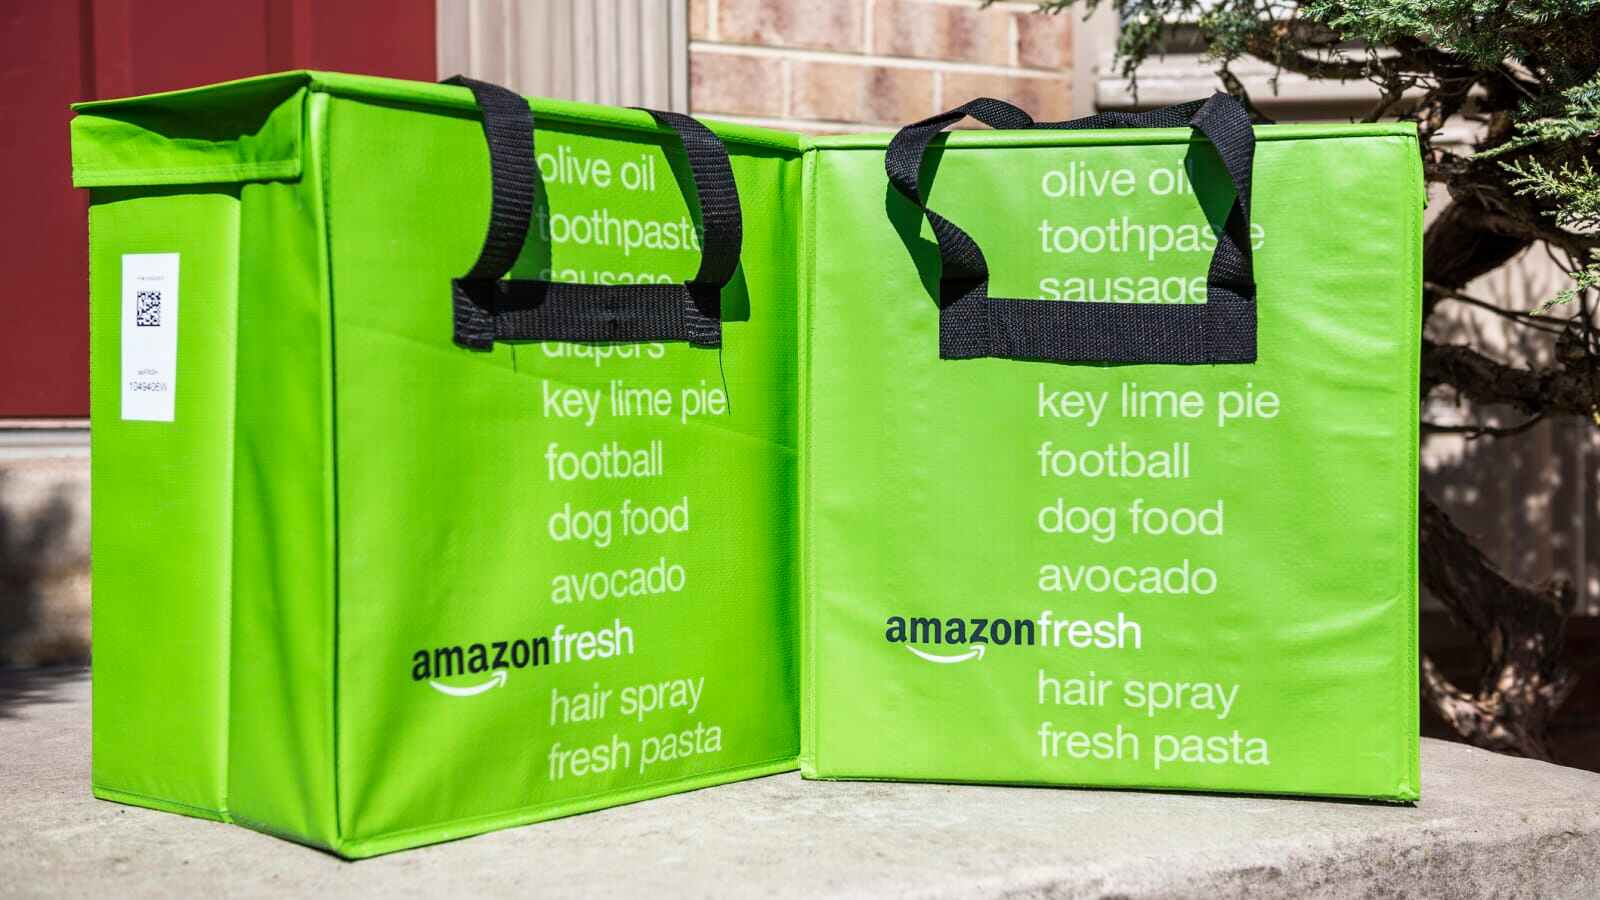 olive oil
toothpaste
sausage
diapers
key lime pie
football
dog food
avocado
amazonfresh
hair spray
fresh pasta
olive oil
toothpaste
sausage
key lime pie
football
dog food
avocado
amazonfresh
hair spray
fresh pasta